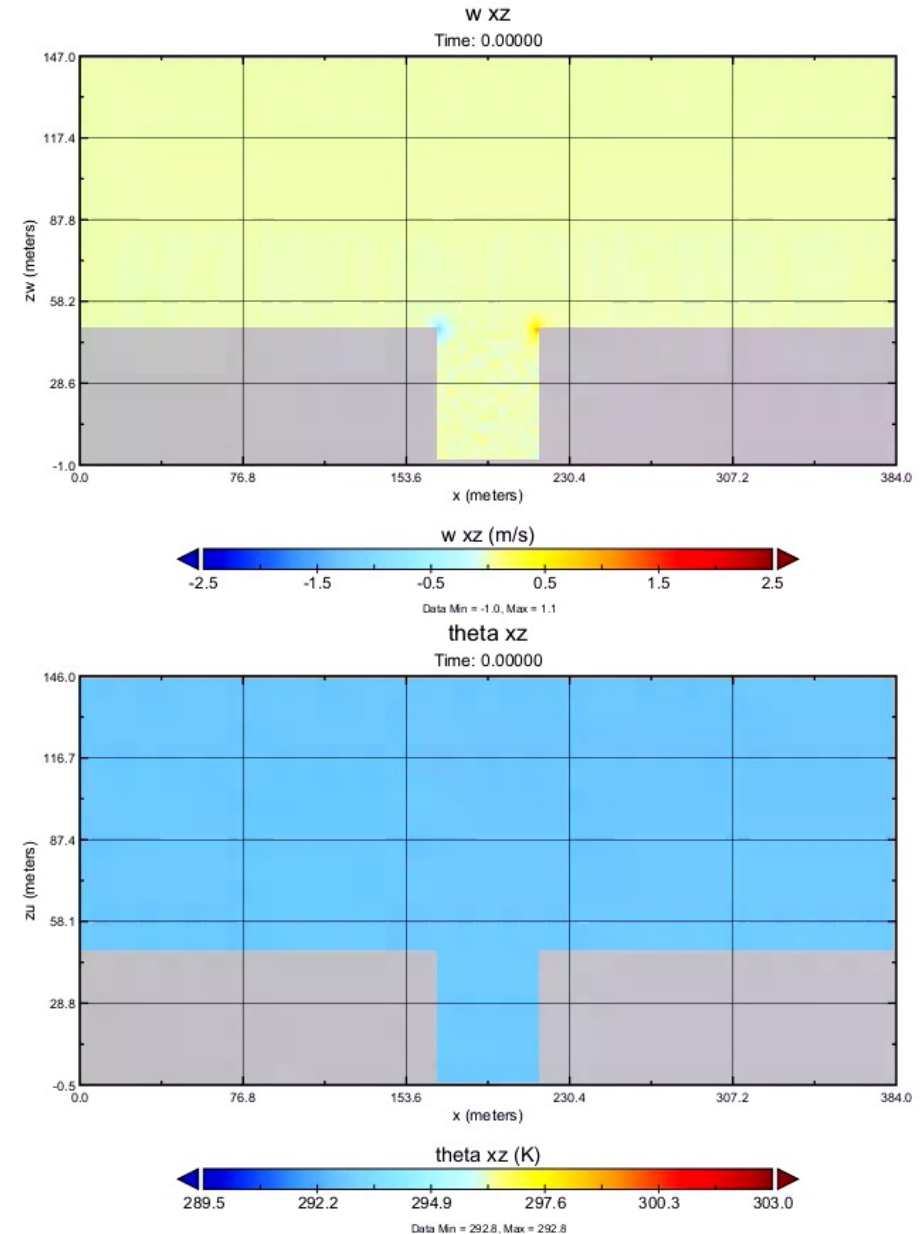 w xz
Time: 0.00000
147.0
117.4
87.8
58.2
28.6
-1.0
zw (meters)
0.0 76.8 153.6 230.4 307.2 384.0
x (meters)
w xz (m/s)
-2.5 -1.5 -0.5 0.5 1.5 2.5
Data Min = -1.0, Max = 1.1
theta xz
Time: 0.00000
146.0
116.7
87.4
58.1
28.8
-0.5
zu (meters)
0.0 76.8 153.6 230.4 307.2 384.0
x (meters)
theta xz (K)
289.5 292.2 294.9 297.6 300.3 303.0
Data Min = 292.8, Max = 292.8